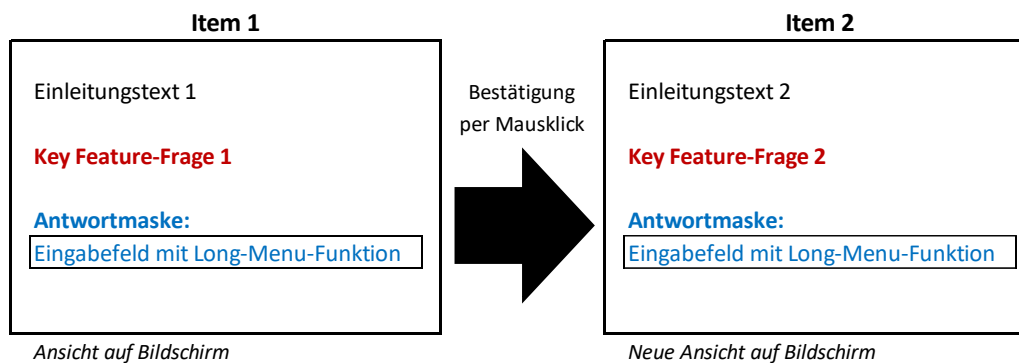 Item 1
Einleitungstext 1
Key Feature-Frage 1
Antwortmaske:
Eingabefeld mit Long-Menu-Funktion
Ansicht auf Bildschirm
Bestätigung
per Mausklick
Item 2
Einleitungstext 2
Key Feature-Frage 2
Antwortmaske:
Eingabefeld mit Long-Menu-Funktion
Neue Ansicht auf Bildschirm